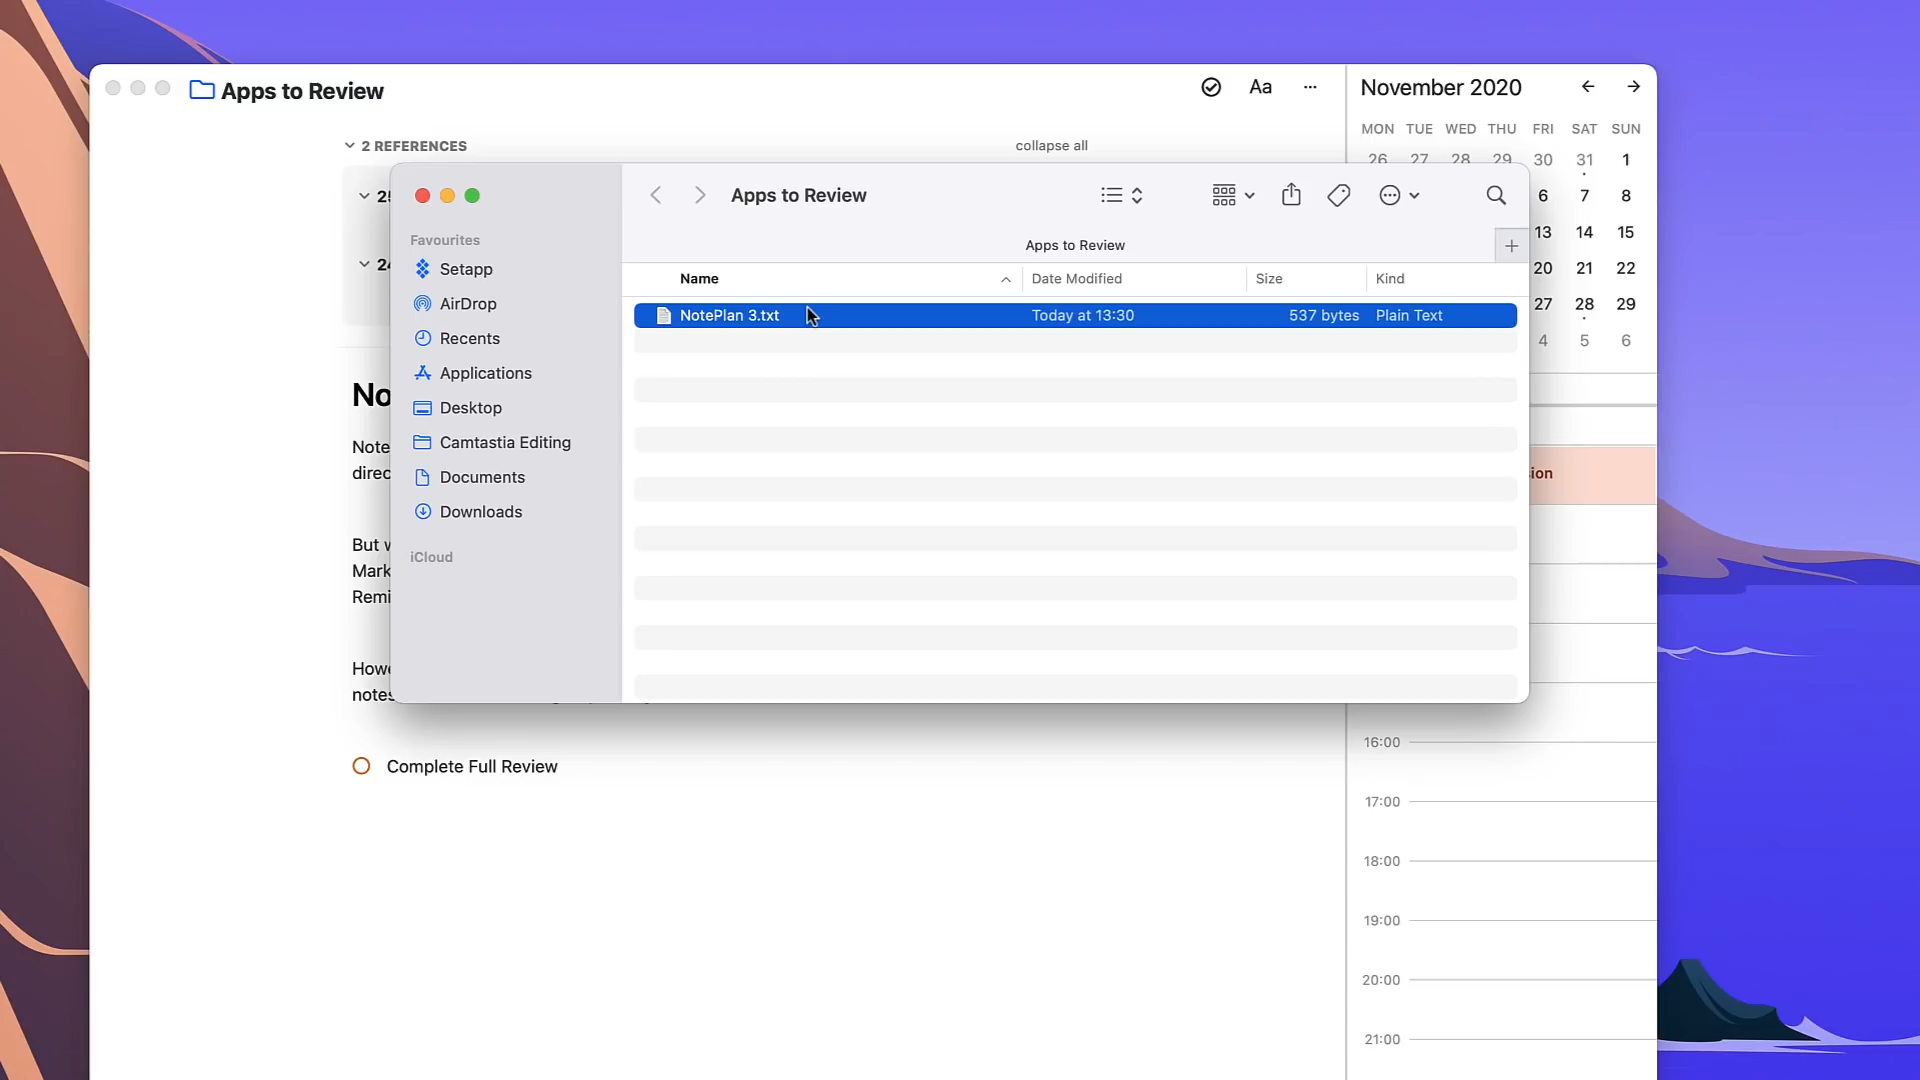 Apps to Review
Aa
2 REFERENCES
collapse all
Note
direc
But
Mark
Remi
Howe
notes
Complete Full Review
Apps to Review
Favourites
Setapp
AirDrop
Recents
Applications
Desktop
Camtastia Editing
Documents
Downloads
iCloud
Apps to Review
Name Date Modified Size Kind
NotePlan 3.txt Today at 13:30 537 bytes Plain Text
November 2020
MON TUE WED THU FRI SAT SUN
26 27 28 29 30 31 1
6 7 8
13 14 15
20 21 22
27 28 29
4 5 6
ion
16:00
17:00
18:00
19:00
20:00
21:00